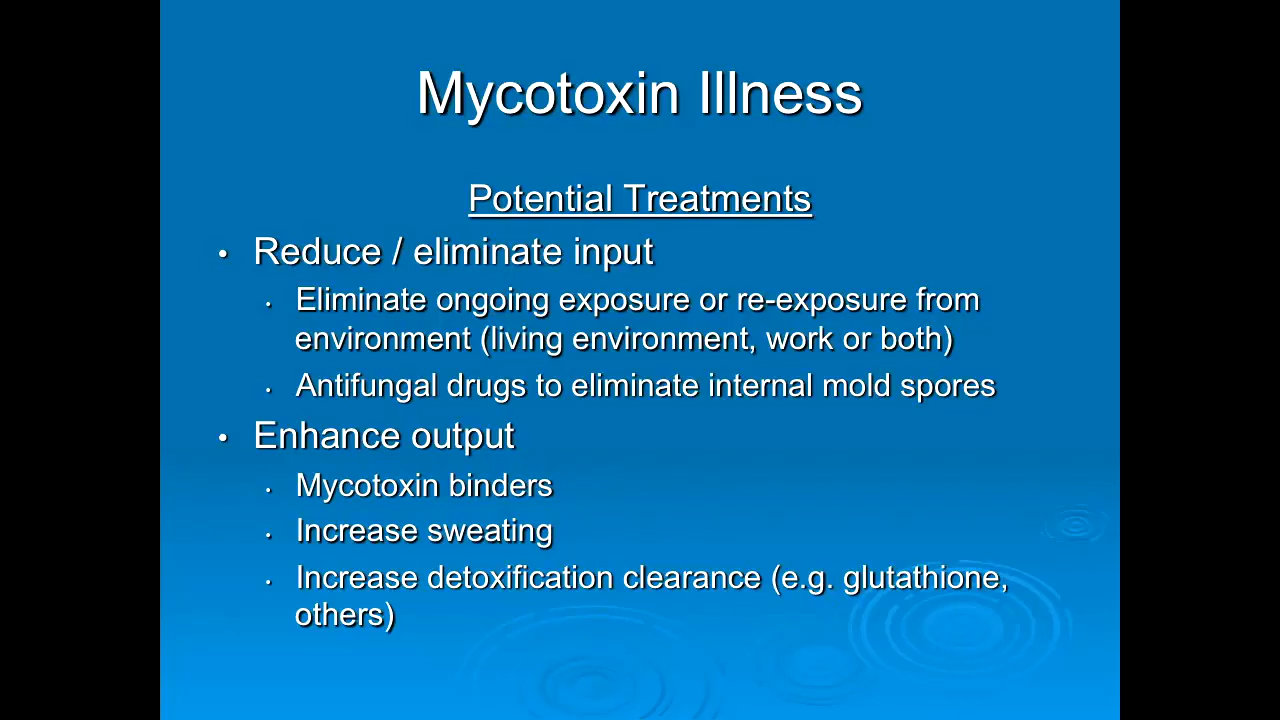 Mycotoxin Illness
Potential Treatments
• Reduce / eliminate input
• Eliminate ongoing exposure or re-exposure from
environment (living environment, work or both)
• Antifungal drugs to eliminate internal mold spores
• Enhance output
• Mycotoxin binders
• Increase sweating
• Increase detoxification clearance (e.g. glutathione,
others)